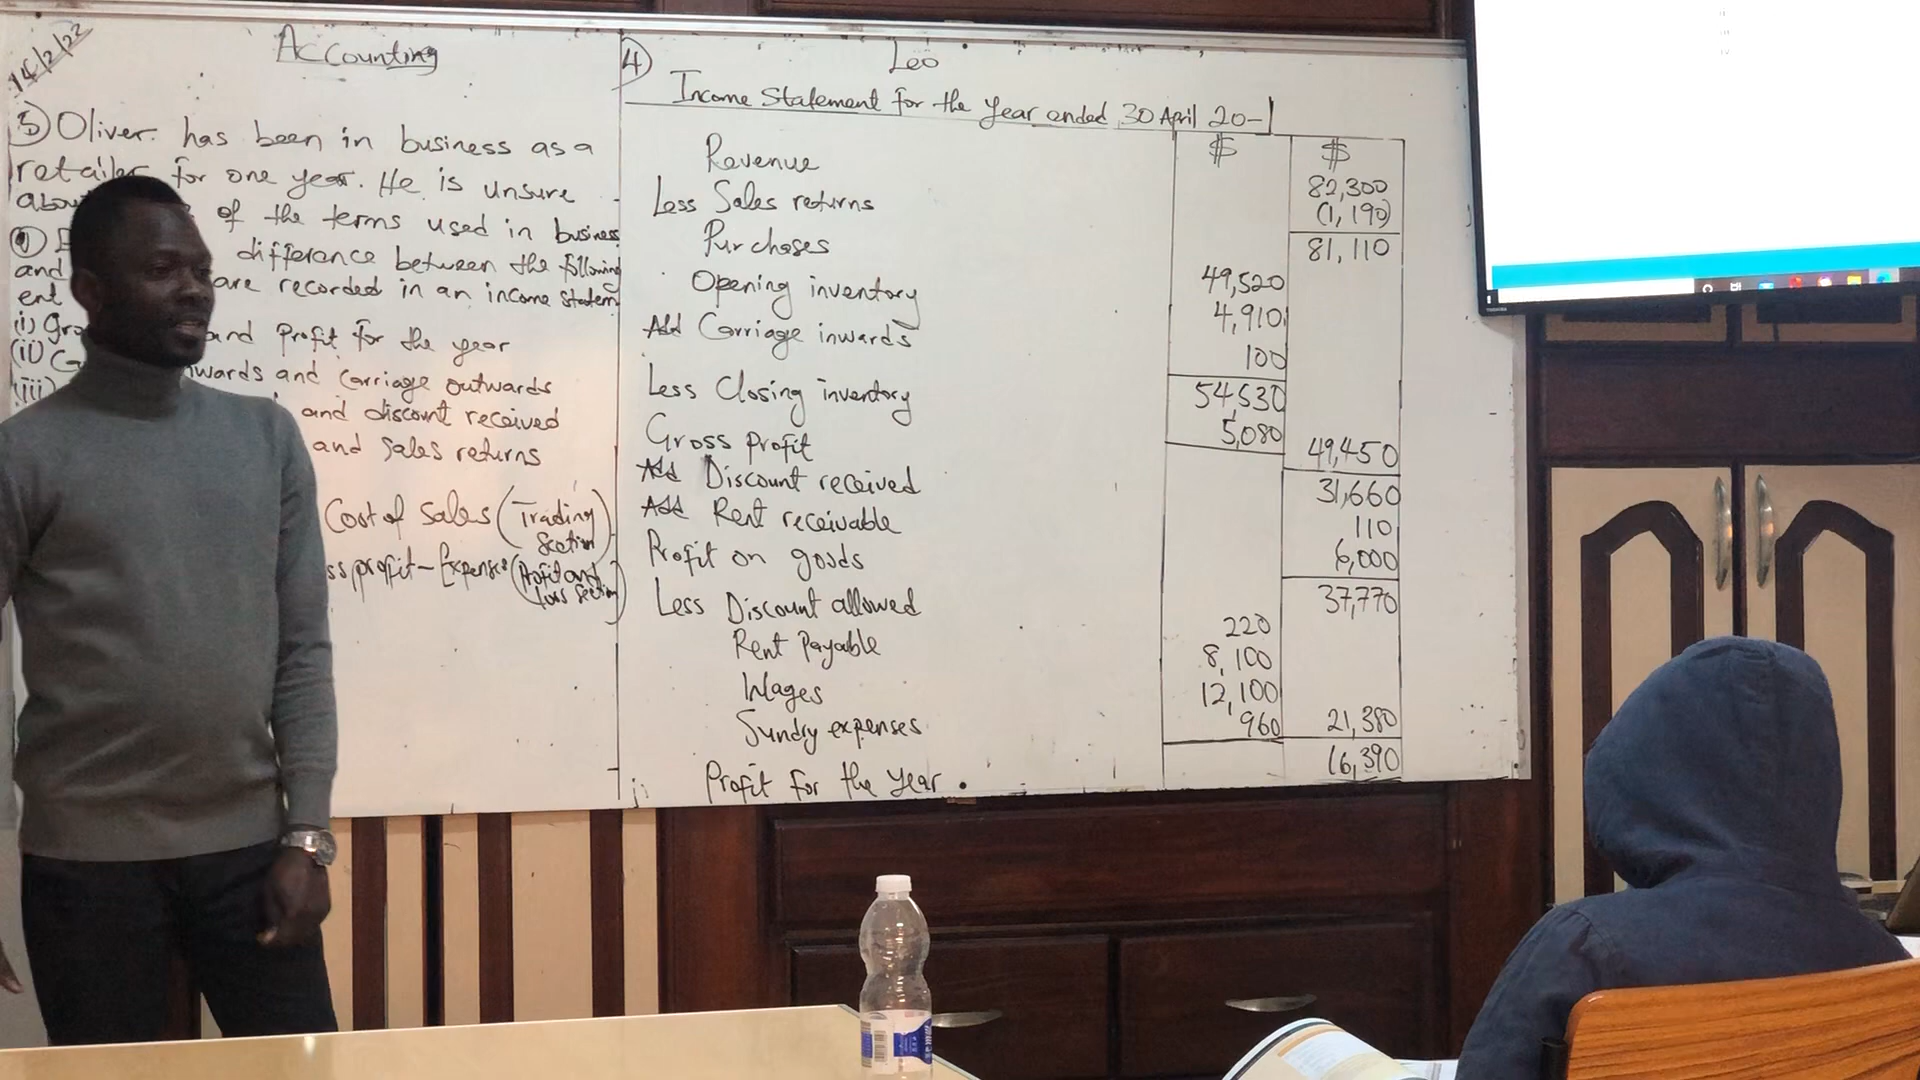 14/2/22
Accounting
5) Oliver has been in business as a
retailer for one year. He is unsure
of the terms used in business
difference between the following
and are recorded in an income statem
ent
(i) and Profit for the year
(ii) and Carriage outwards
(iii) and discount received
and Sales returns
Cost of Sales (Trading
Section)
profit - Expenses (Profit and
Loss Section)
4) Leo
Income Statement for the year ended 30 April 20-1
$ $
Revenue 82,300
Less Sales returns (1,190)
81,110
Purchases 49,520
Opening inventory 4,910
Add Carriage inwards 100
54,530
Less Closing inventory 5,080 49,450
Gross Profit 31,660
Add Discount received 110
Add Rent receivable 6,000
Profit on goods 37,770
Less Discount allowed 220
Rent Payable 8,100
Wages 12,100
Sundry expenses 960 21,380
Profit for the year. 16,390